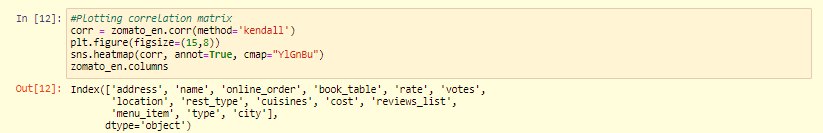 In [12]: #Plotting correlation matrix
corr = zomato_en.corr(method='kendall')
plt.figure(figsize=(15,8))
sns.heatmap(corr, annot=True, cmap="YlGnBu")
zomato_en.columns
Out[12]: Index(['address', 'name', 'online_order', 'book_table', 'rate', 'votes',
'location', 'rest_type', 'cuisines', 'cost', 'reviews_list',
'menu_item', 'type', 'city'],
dtype='object')